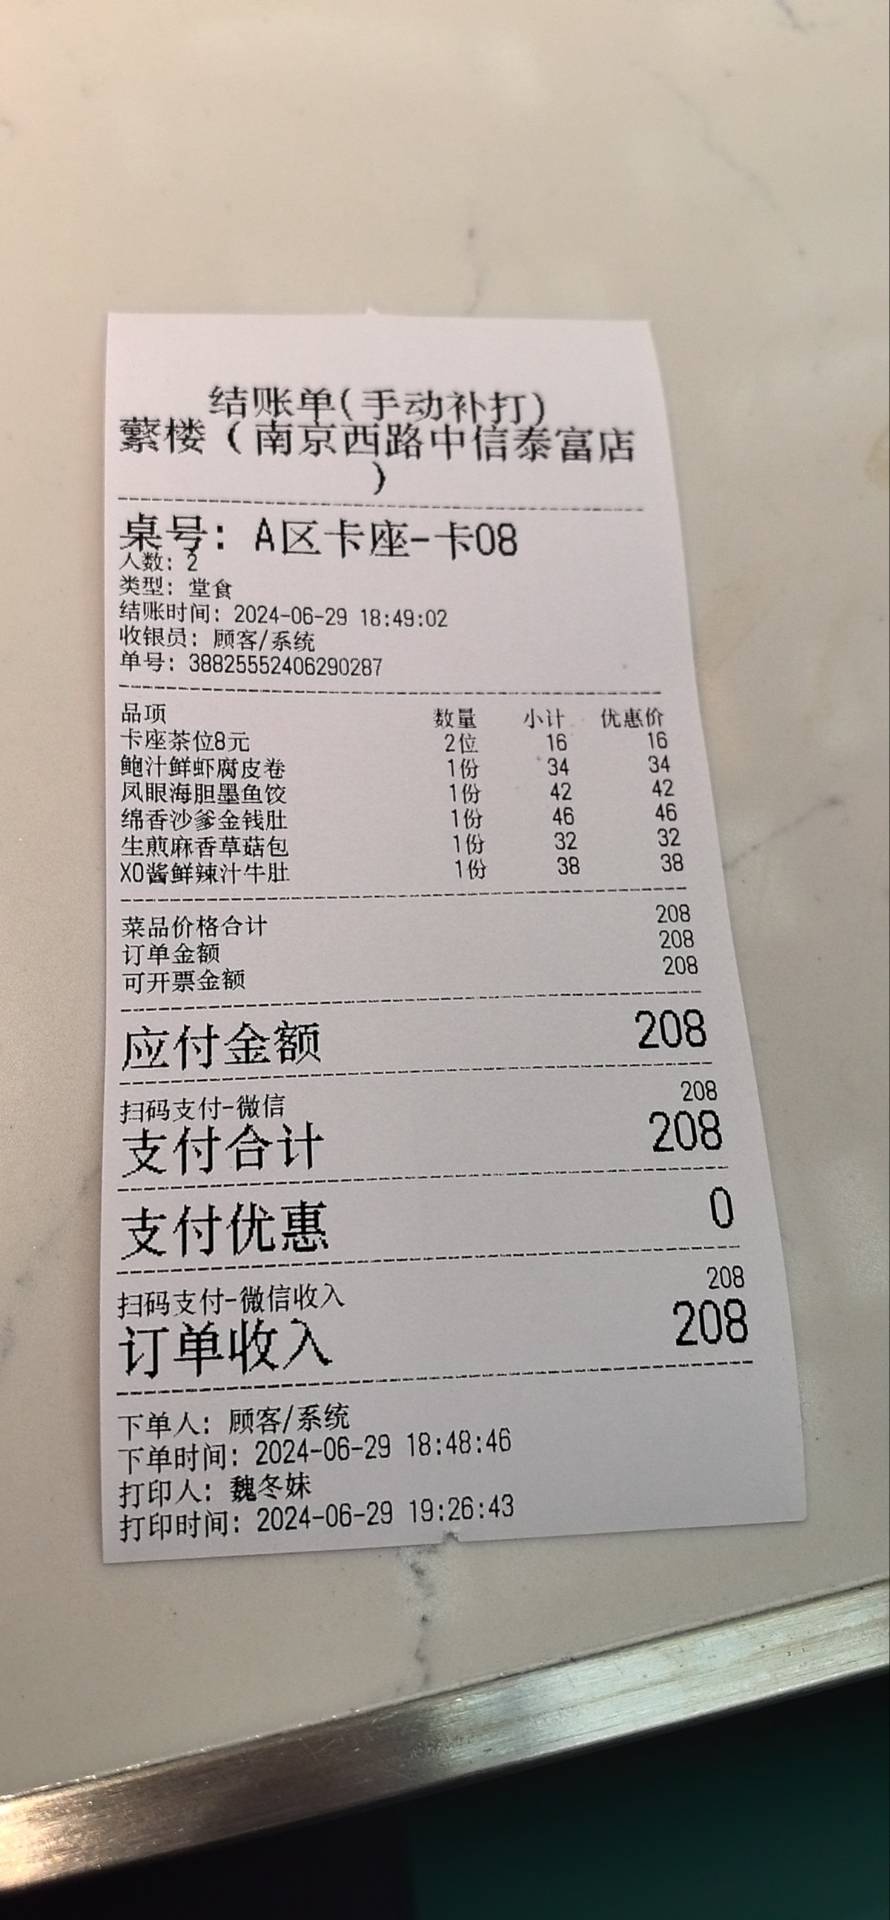 结账单(手动补打)
蘩楼（南京西路中信泰富店
）
桌号: A区卡座-卡08
人数: 2
类型: 堂食
结账时间: 2024-06-29 18:49:02
收银员: 顾客/系统
单号: 38825552406290287
品项 数量 小计 优惠价
卡座茶位8元 2位 16 16
鲍汁鲜虾腐皮卷 1份 34 34
凤眼海胆墨鱼饺 1份 42 42
绵香沙爹金钱肚 1份 46 46
生煎麻香草菇包 1份 32 32
XO酱鲜辣汁牛肚 1份 38 38
菜品价格合计 208
订单金额 208
可开票金额 208
应付金额 208
扫码支付-微信 208
支付合计 208
支付优惠 0
扫码支付-微信收入 208
订单收入 208
下单人: 顾客/系统
下单时间: 2024-06-29 18:48:46
打印人: 魏冬妹
打印时间: 2024-06-29 19:26:43